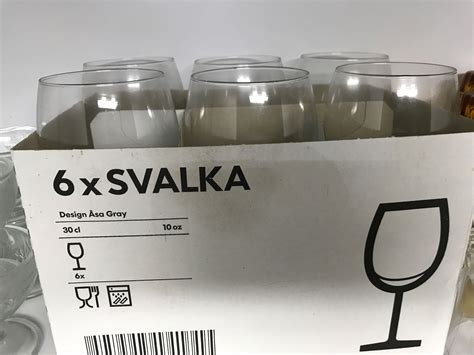 6 x SVALKA
Design Åsa Gray
30 cl 10 oz
6x